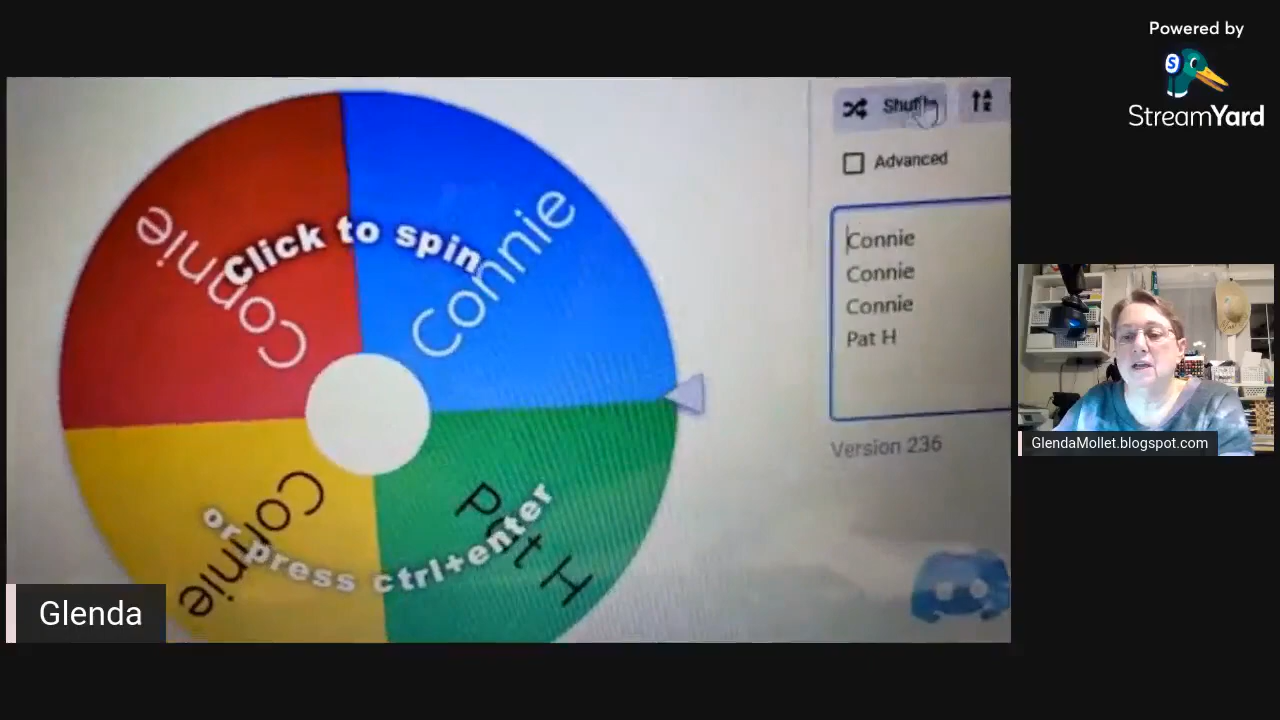 Powered by
StreamYard
Shuffle
Advanced
Connie
Connie
Connie
Pat H
Version 236
Connie
Connie
Click to spin
Connie
Pat H
or press ctrl+enter
Glenda
GlendaMollet.blogspot.com